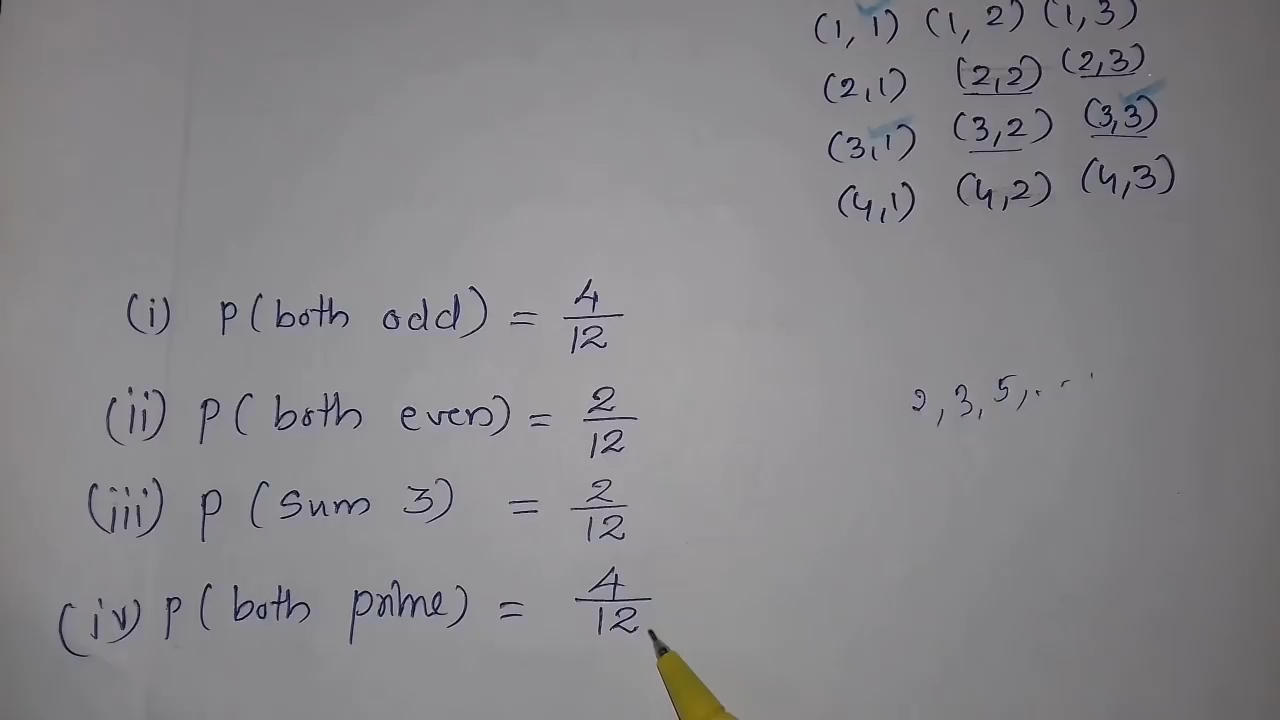 (1,1) (1,2) (1,3)
(2,1) (2,2) (2,3)
(3,1) (3,2) (3,3)
(4,1) (4,2) (4,3)
(i) P(both odd) = 4/12
(ii) P(both even) = 2/12
2,3,5,...
(iii) P(Sum 3) = 2/12
(iv) P(both prime) = 4/12